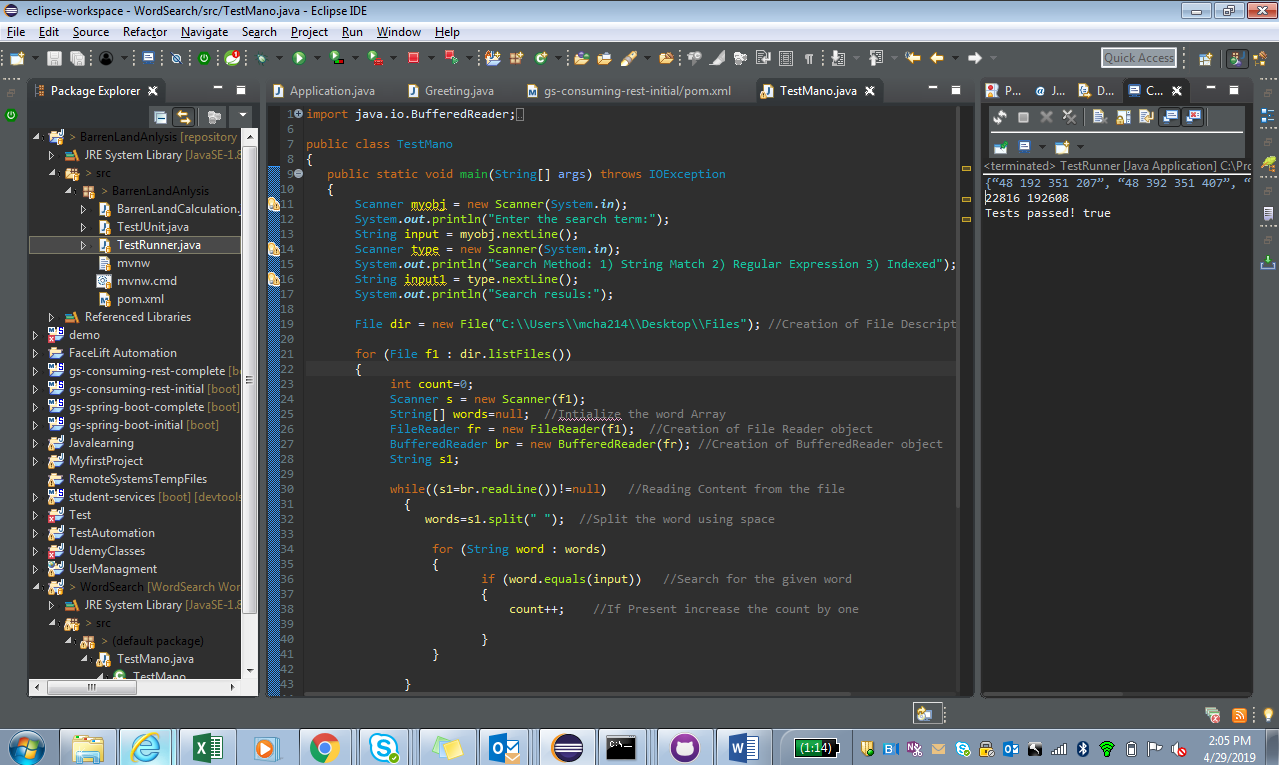 eclipse-workspace - WordSearch/src/TestMano.java - Eclipse IDE
File Edit Source Refactor Navigate Search Project Run Window Help
Quick Access
Package Explorer
> BarrenLandAnlysis [repository
JRE System Library [JavaSE-1.8
> src
> BarrenLandAnlysis
BarrenLandCalculation.
TestJUnit.java
TestRunner.java
mvnw
mvnw.cmd
pom.xml
Referenced Libraries
demo
FaceLift Automation
gs-consuming-rest-complete [bo
gs-consuming-rest-initial [boot]
gs-spring-boot-complete [boot]
gs-spring-boot-initial [boot]
Javalearning
MyfirstProject
RemoteSystemsTempFiles
student-services [boot] [devtools
Test
TestAutomation
UdemyClasses
UserManagment
> WordSearch [WordSearch Wor
JRE System Library [JavaSE-1.8
> src
> (default package)
TestMano.java
TestMano
Application.java Greeting.java gs-consuming-rest-initial/pom.xml TestMano.java
1 import java.io.BufferedReader;
6
7 public class TestMano
8 {
9 public static void main(String[] args) throws IOException
10 {
11 Scanner myobj = new Scanner(System.in);
12 System.out.println("Enter the search term:");
13 String input = myobj.nextLine();
14 Scanner type = new Scanner(System.in);
15 System.out.println("Search Method: 1) String Match 2) Regular Expression 3) Indexed");
16 String input1 = type.nextLine();
17 System.out.println("Search resuls:");
18
19 File dir = new File("C:\\Users\\mcha214\\Desktop\\Files"); //Creation of File Descript
20
21 for (File f1 : dir.listFiles())
22 {
23 int count=0;
24 Scanner s = new Scanner(f1);
25 String[] words=null; //Intialize the word Array
26 FileReader fr = new FileReader(f1); //Creation of File Reader object
27 BufferedReader br = new BufferedReader(fr); //Creation of BufferedReader object
28 String s1;
29
30 while((s1=br.readLine())!=null) //Reading Content from the file
31 {
32 words=s1.split(" "); //Split the word using space
33
34 for (String word : words)
35 {
36 if (word.equals(input)) //Search for the given word
37 {
38 count++; //If Present increase the count by one
39
40 }
41 }
42
43 }
P... @ J... D... C...
<terminated> TestRunner [Java Application] C:\Pro
{“48 192 351 207”, “48 392 351 407”, “
22816 192608
Tests passed! true
(1:14)
2:05 PM
4/29/2019